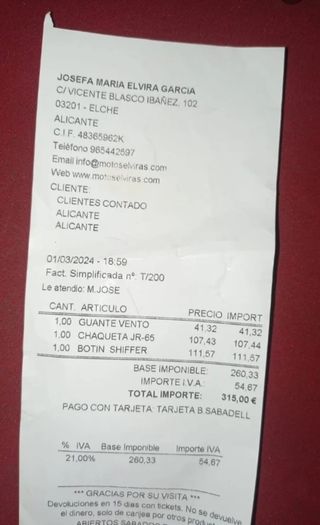 JOSEFA MARIA ELVIRA GARCIA
C/ VICENTE BLASCO IBAÑEZ, 102
03201 - ELCHE
ALICANTE
C.I.F. 48365962K
Teléfono 965442697
Email info@motoselviras.com
Web www.motoselviras.com
CLIENTE:
CLIENTES CONTADO
ALICANTE
ALICANTE
01/03/2024 - 18:59
Fact. Simplificada nº. T/200
Le atendio: M.JOSE
CANT. ARTICULO PRECIO IMPORT
1,00 GUANTE VENTO 41,32 41,32
1,00 CHAQUETA JR-65 107,43 107,44
1,00 BOTIN SHIFFER 111,57 111,57
BASE IMPONIBLE: 260,33
IMPORTE I.V.A.: 54,67
TOTAL IMPORTE: 315,00 €
PAGO CON TARJETA: TARJETA B.SABADELL
% IVA Base Imponible Importe IVA
21,00% 260,33 54,67
*** GRACIAS POR SU VISITA ***
Devoluciones en 15 dias con tickets. No se devuelve
el dinero, solo de canjea por otros
ABIERTOS SABADO